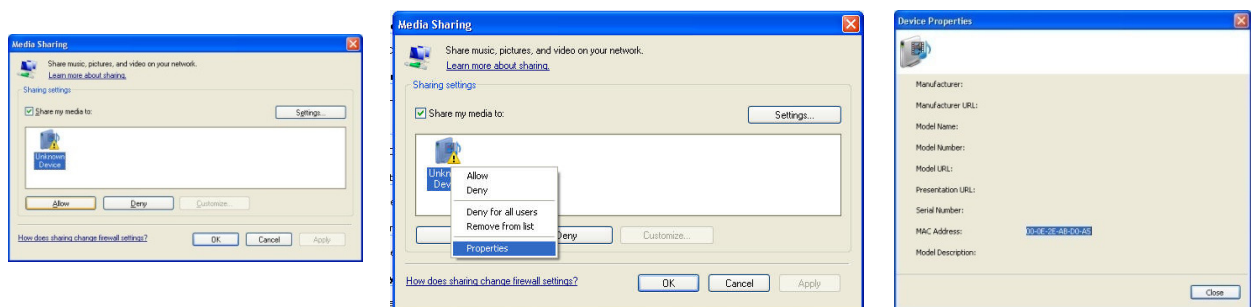 Media Sharing
Share music, pictures, and video on your network.
Learn more about sharing.
Sharing settings
Share my media to:
Settings...
Unknown
Device
Allow
Deny
Customize...
How does sharing change firewall settings?
OK
Cancel
Apply
Media Sharing
Share music, pictures, and video on your network.
Learn more about sharing.
Sharing settings
Share my media to:
Settings...
Unkn
Dev
Allow
Deny
Deny for all users
Remove from list
Properties
Deny
Customize...
How does sharing change firewall settings?
OK
Cancel
Apply
Device Properties
Manufacturer:
Manufacturer URL:
Model Name:
Model Number:
Model URL:
Presentation URL:
Serial Number:
MAC Address: 00-0E-2E-AB-D0-A5
Model Description:
Close